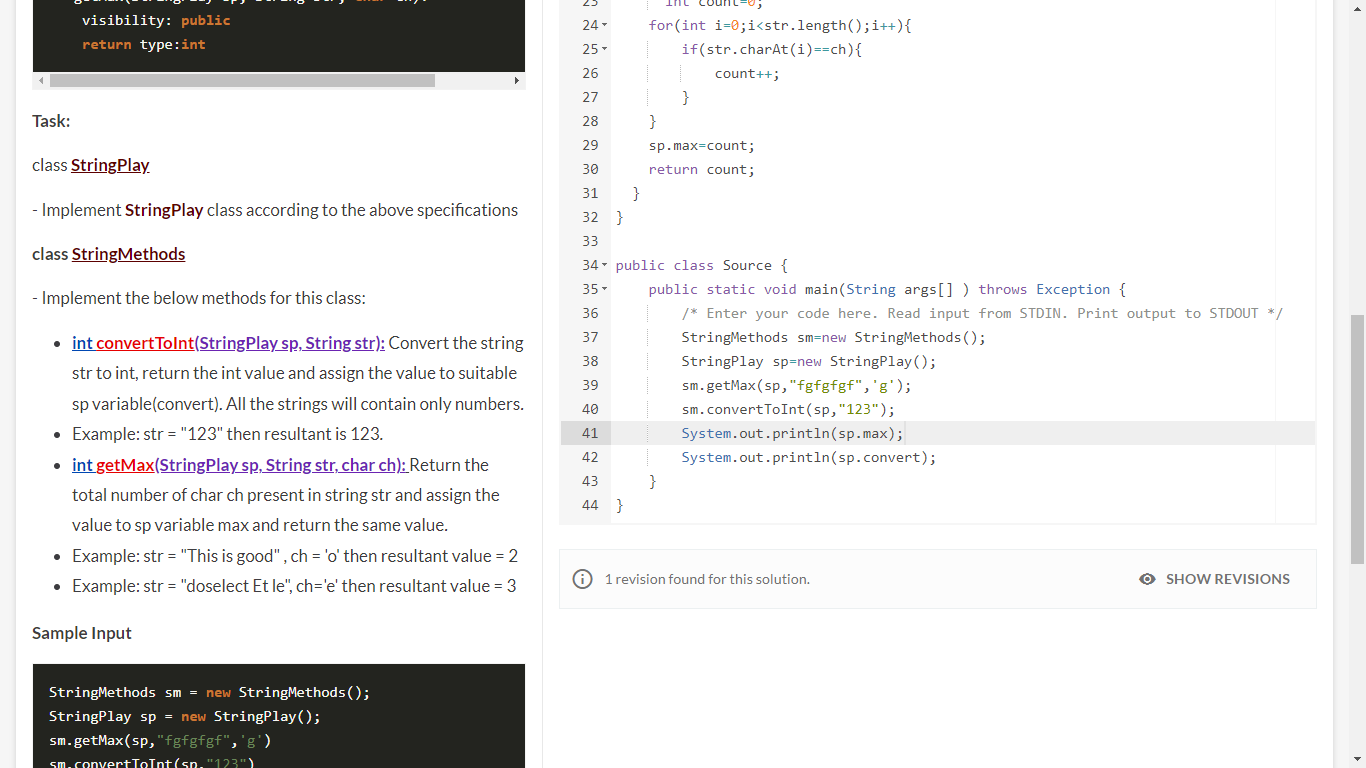 visibility: public
return type:int
Task:
class StringPlay
- Implement StringPlay class according to the above specifications
class StringMethods
- Implement the below methods for this class:
• int convertToInt(StringPlay sp, String str): Convert the string
str to int, return the int value and assign the value to suitable
sp variable(convert). All the strings will contain only numbers.
• Example: str = "123" then resultant is 123.
• int getMax(StringPlay sp, String str, char ch): Return the
total number of char ch present in string str and assign the
value to sp variable max and return the same value.
• Example: str = "This is good" , ch = 'o' then resultant value = 2
• Example: str = "doselect Et le", ch='e' then resultant value = 3
Sample Input
StringMethods sm = new StringMethods();
StringPlay sp = new StringPlay();
sm.getMax(sp,"fgfgfgf",'g')
sm.convertToInt(sp,"123")
23 int count=0;
24 for(int i=0;i<str.length();i++){
25 if(str.charAt(i)==ch){
26 count++;
27 }
28 }
29 sp.max=count;
30 return count;
31 }
32 }
33
34 public class Source {
35 public static void main(String args[] ) throws Exception {
36 /* Enter your code here. Read input from STDIN. Print output to STDOUT */
37 StringMethods sm=new StringMethods();
38 StringPlay sp=new StringPlay();
39 sm.getMax(sp,"fgfgfgf",'g');
40 sm.convertToInt(sp,"123");
41 System.out.println(sp.max);
42 System.out.println(sp.convert);
43 }
44 }
1 revision found for this solution.
SHOW REVISIONS